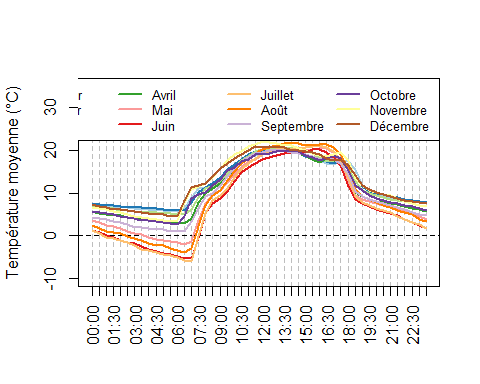 r Avril Juillet Octobre
r Mai Août Novembre
Juin Septembre Décembre
Température moyenne (°C)
30
20
10
0
-10
00:00 01:30 03:00 04:30 06:00 07:30 09:00 10:30 12:00 13:30 15:00 16:30 18:00 19:30 21:00 22:30